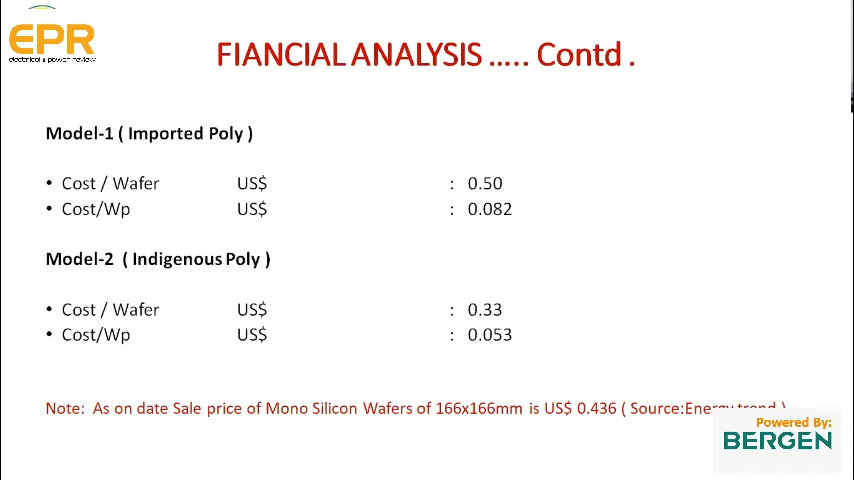 EPR
electrical & power review
FIANCIAL ANALYSIS ..... Contd .
Model-1 ( Imported Poly )
• Cost / Wafer US$ : 0.50
• Cost/Wp US$ : 0.082
Model-2 ( Indigenous Poly )
• Cost / Wafer US$ : 0.33
• Cost/Wp US$ : 0.053
Note: As on date Sale price of Mono Silicon Wafers of 166x166mm is US$ 0.436 ( Source:Energy trend )
Powered By:
BERGEN